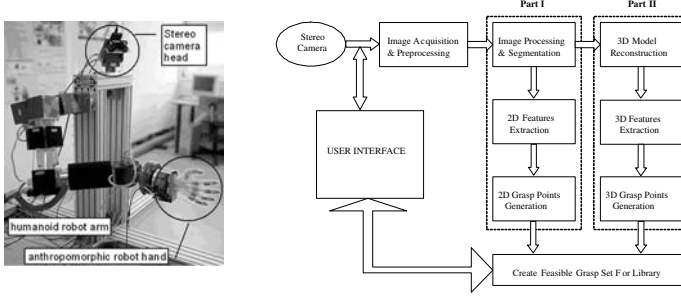 Stereo
camera
head
humanoid robot arm
anthropomorphic robot hand
Part I
Part II
Stereo
Camera
Image Acquisition
& Preprocessing
Image Processing
& Segmentation
3D Model
Reconstruction
2D Features
Extraction
3D Features
Extraction
USER INTERFACE
2D Grasp Points
Generation
3D Grasp Points
Generation
Create Feasible Grasp Set F or Library